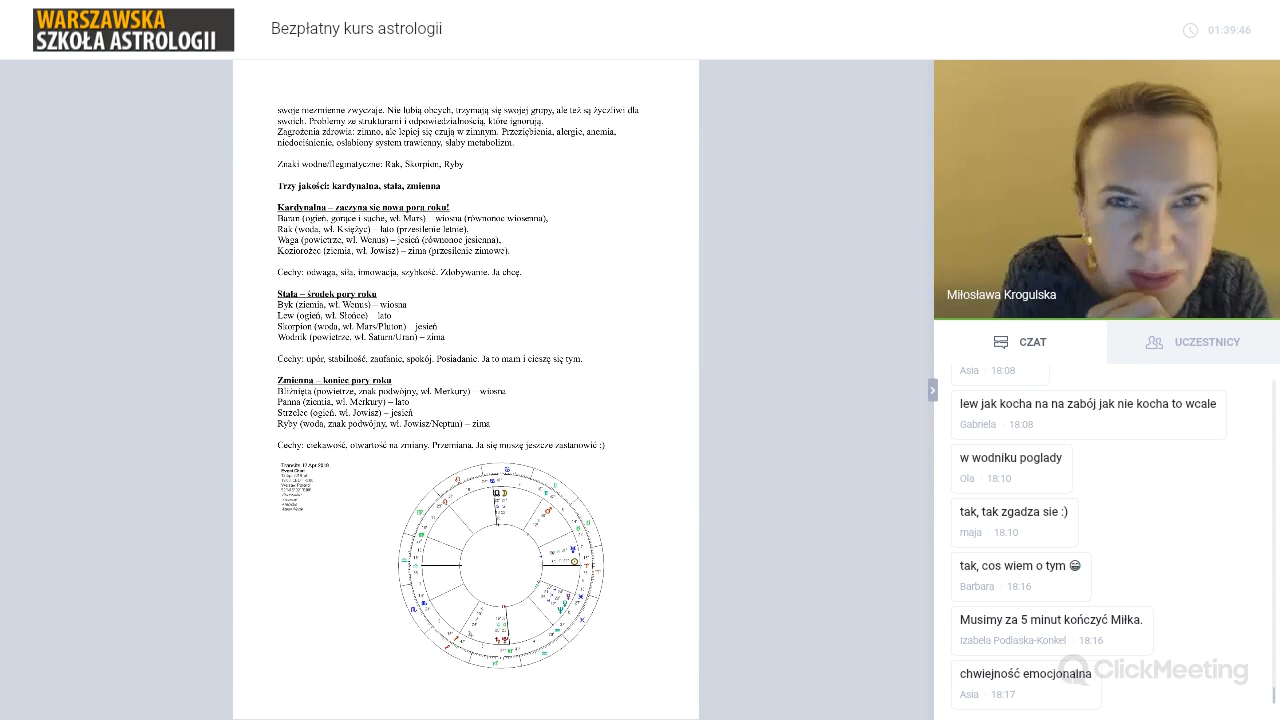 WARSZAWSKA
SZKOŁA ASTROLOGII
Bezpłatny kurs astrologii
01:39:46
swoje niezmienne zwyczaje. Nie lubią obcych, trzymają się swojej grupy, ale też są życzliwi dla
swoich. Problemy ze strukturami i odpowiedzialnością, które ignorują.
Zagrożenia zdrowia: zimno, ale lepiej się czują w zimnym. Przeziębienia, alergie, anemia,
niedociśnienie, osłabiony system trawienny, słaby metabolizm.
Znaki wodne/flegmatyczne: Rak, Skorpion, Ryby
Trzy jakości: kardynalna, stała, zmienna
Kardynalna – zaczyna się nowa pora roku!
Baran (ogień, gorące i suche, wł. Mars) – wiosna (równonoc wiosenna),
Rak (woda, wł. Księżyc) – lato (przesilenie letnie),
Waga (powietrze, wł. Wenus) – jesień (równonoc jesienna),
Koziorożec (ziemia, wł. Jowisz) – zima (przesilenie zimowe).
Cechy: odwaga, siła, innowacja, szybkość. Zdobywanie. Ja chcę.
Stała – środek pory roku
Byk (ziemia, wł. Wenus) – wiosna
Lew (ogień, wł. Słońce) – lato
Skorpion (woda, wł. Mars/Pluton) – jesień
Wodnik (powietrze, wł. Saturn/Uran) – zima
Cechy: upór, stabilność, zaufanie, spokój. Posiadanie. Ja to mam i cieszę się tym.
Zmienna – koniec pory roku
Bliźnięta (powietrze, znak podwójny, wł. Merkury) – wiosna
Panna (ziemia, wł. Merkury) – lato
Strzelec (ogień, wł. Jowisz) – jesień
Ryby (woda, znak podwójny, wł. Jowisz/Neptun) – zima
Cechy: ciekawość, otwartość na zmiany. Przemiana. Ja się muszę jeszcze zastanowić :)
Transits 12 Apr 2019
Event Chart
Miłosława Krogulska
CZAT
UCZESTNICY
Asia 18:08
lew jak kocha na na zabój jak nie kocha to wcale
Gabriela 18:08
w wodniku poglady
Ola 18:10
tak, tak zgadza sie :)
maja 18:10
tak, cos wiem o tym 😁
Barbara 18:16
Musimy za 5 minut kończyć Miłka.
Izabela Podlaska-Konkel 18:16
chwiejność emocjonalna
Asia 18:17
ClickMeeting